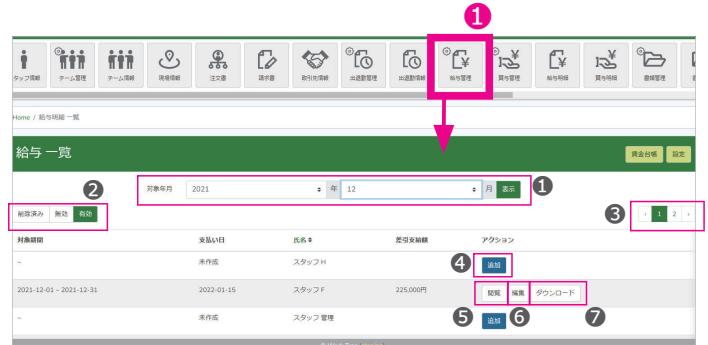 ❶
タッフ情報 チーム管理 チーム情報 現場情報 注文書 請求書 取引先情報 出退勤管理 出退勤情報 給与管理 賞与管理 給与明細 賞与明細 書類管理
Home / 給与明細 一覧
給与 一覧 賃金台帳 設定
対象年月 2021 年 12 月 表示 ❶
❷
削除済み 無効 有効 ❸ ‹ 1 2 ›
対象期間 支払い日 氏名 差引支給額 アクション
~ 未作成 スタッフ H ❹ 追加
2021-12-01 ~ 2021-12-31 2022-01-15 スタッフ F 225,000円 閲覧 編集 ダウンロード
❺ ❻ ❼
~ 未作成 スタッフ 管理 追加